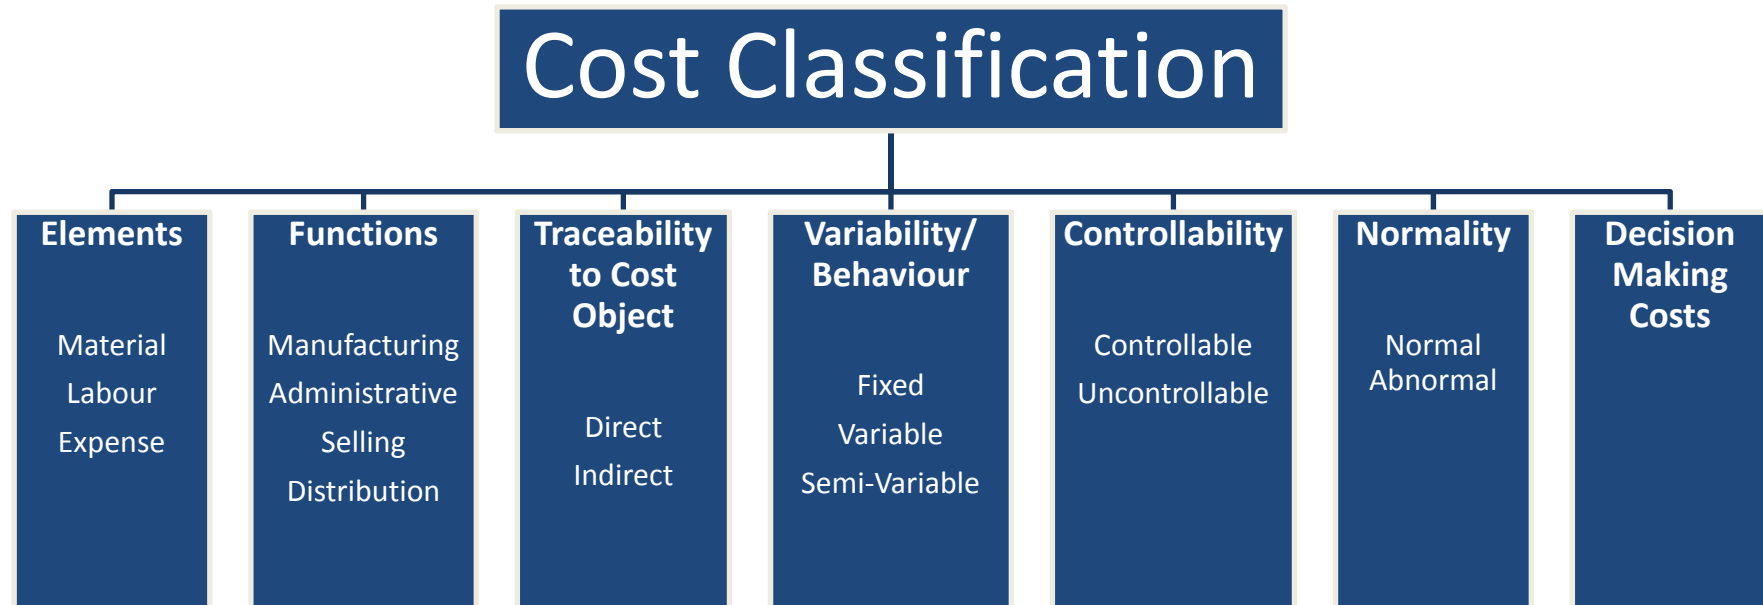 Cost Classification
Elements
Material
Labour
Expense
Functions
Manufacturing
Administrative
Selling
Distribution
Traceability
to Cost
Object
Direct
Indirect
Variability/
Behaviour
Fixed
Variable
Semi-Variable
Controllability
Controllable
Uncontrollable
Normality
Normal
Abnormal
Decision
Making
Costs